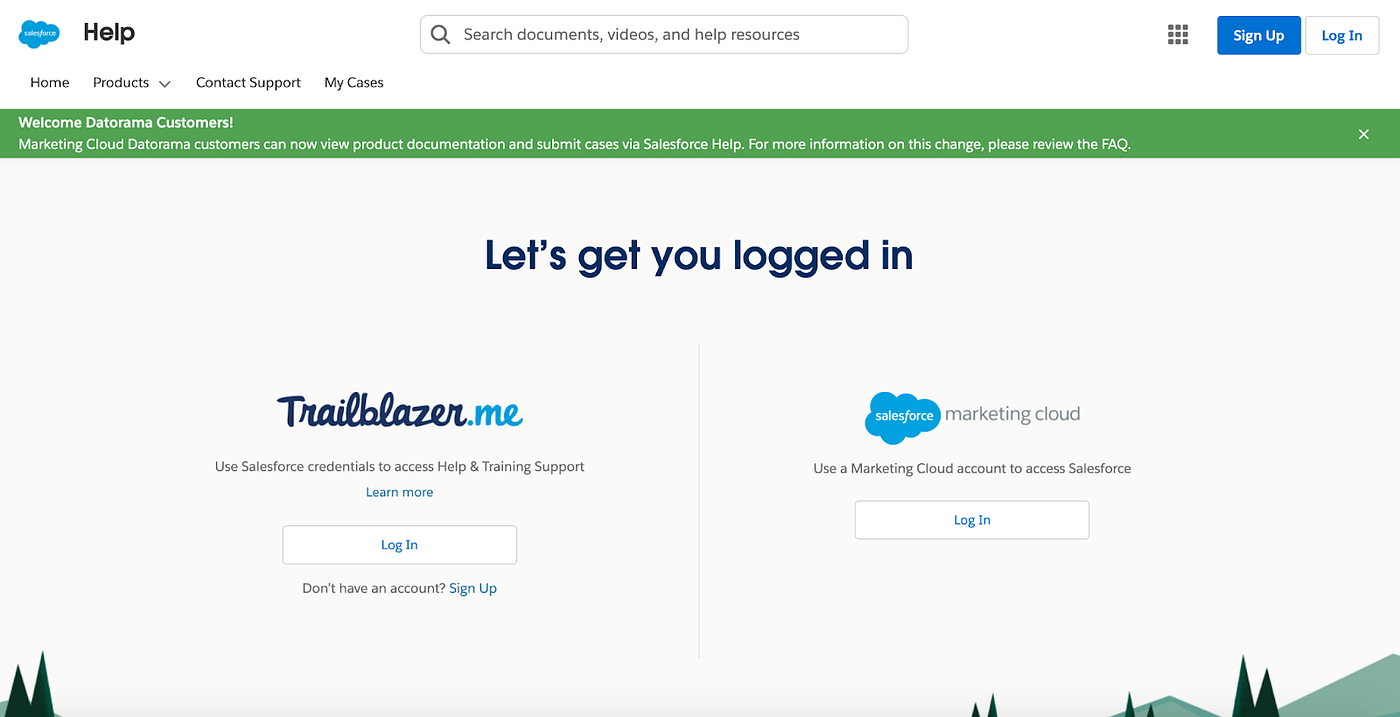 salesforce
Help
Search documents, videos, and help resources
Sign Up
Log In
Home
Products
Contact Support
My Cases
Welcome Datorama Customers!
Marketing Cloud Datorama customers can now view product documentation and submit cases via Salesforce Help. For more information on this change, please review the FAQ.
Let's get you logged in
Trailblazer.me
Use Salesforce credentials to access Help & Training Support
Learn more
Log In
Don't have an account? Sign Up
salesforce marketing cloud
Use a Marketing Cloud account to access Salesforce
Log In